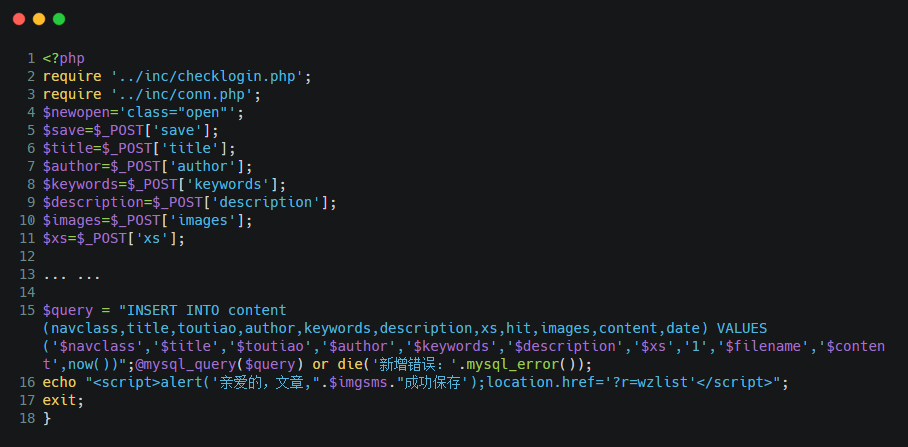 1 <?php
2 require '../inc/checklogin.php';
3 require '../inc/conn.php';
4 $newopen='class="open"';
5 $save=$_POST['save'];
6 $title=$_POST['title'];
7 $author=$_POST['author'];
8 $keywords=$_POST['keywords'];
9 $description=$_POST['description'];
10 $images=$_POST['images'];
11 $xs=$_POST['xs'];
12
13 ... ...
14
15 $query = "INSERT INTO content
(navclass,title,toutiao,author,keywords,description,xs,hit,images,content,date) VALUES
('$navclass','$title','$toutiao','$author','$keywords','$description','$xs','1','$filename','$conten
t',now())";@mysql_query($query) or die('新增错误：'.mysql_error());
16 echo "<script>alert('亲爱的，文章,".$imgsms."成功保存');location.href='?r=wzlist'</script>";
17 exit;
18 }